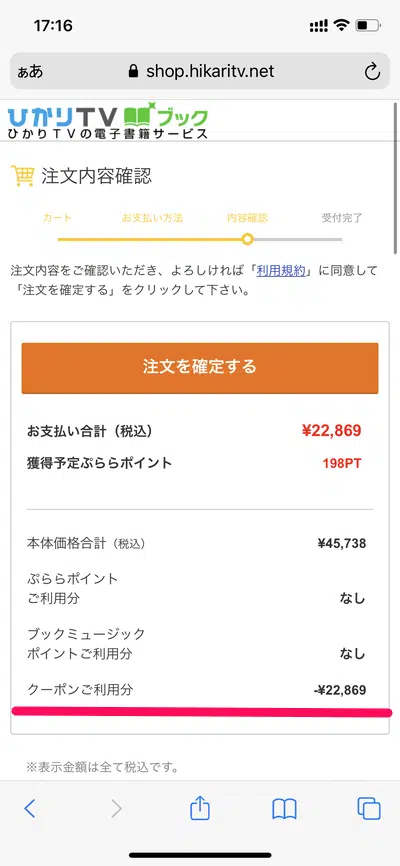 17:16
ぁあ shop.hikaritv.net
ひかりTVブック
ひかりTVの電子書籍サービス
注文内容確認
カート お支払い方法 内容確認 受付完了
注文内容をご確認いただき、よろしければ「利用規約」に同意して
「注文を確定する」をクリックして下さい。
注文を確定する
お支払い合計（税込） ¥22,869
獲得予定ぷららポイント 198PT
本体価格合計（税込） ¥45,738
ぷららポイント
ご利用分 なし
ブックミュージック
ポイントご利用分 なし
クーポンご利用分 -¥22,869
※表示金額は全て税込です。